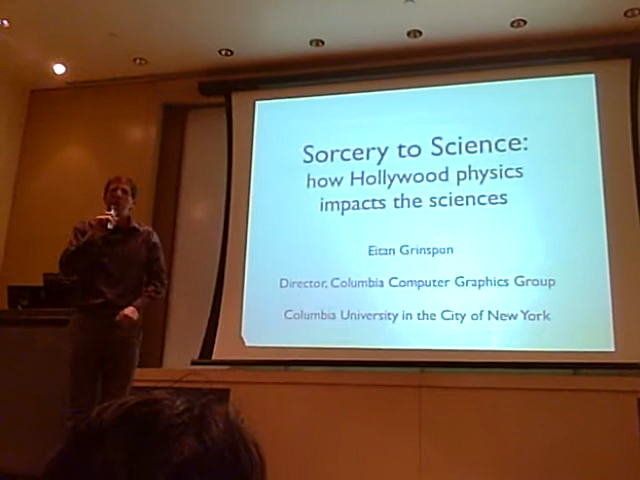 Sorcery to Science:
how Hollywood physics
impacts the sciences
Eitan Grinspun
Director, Columbia Computer Graphics Group
Columbia University in the City of New York